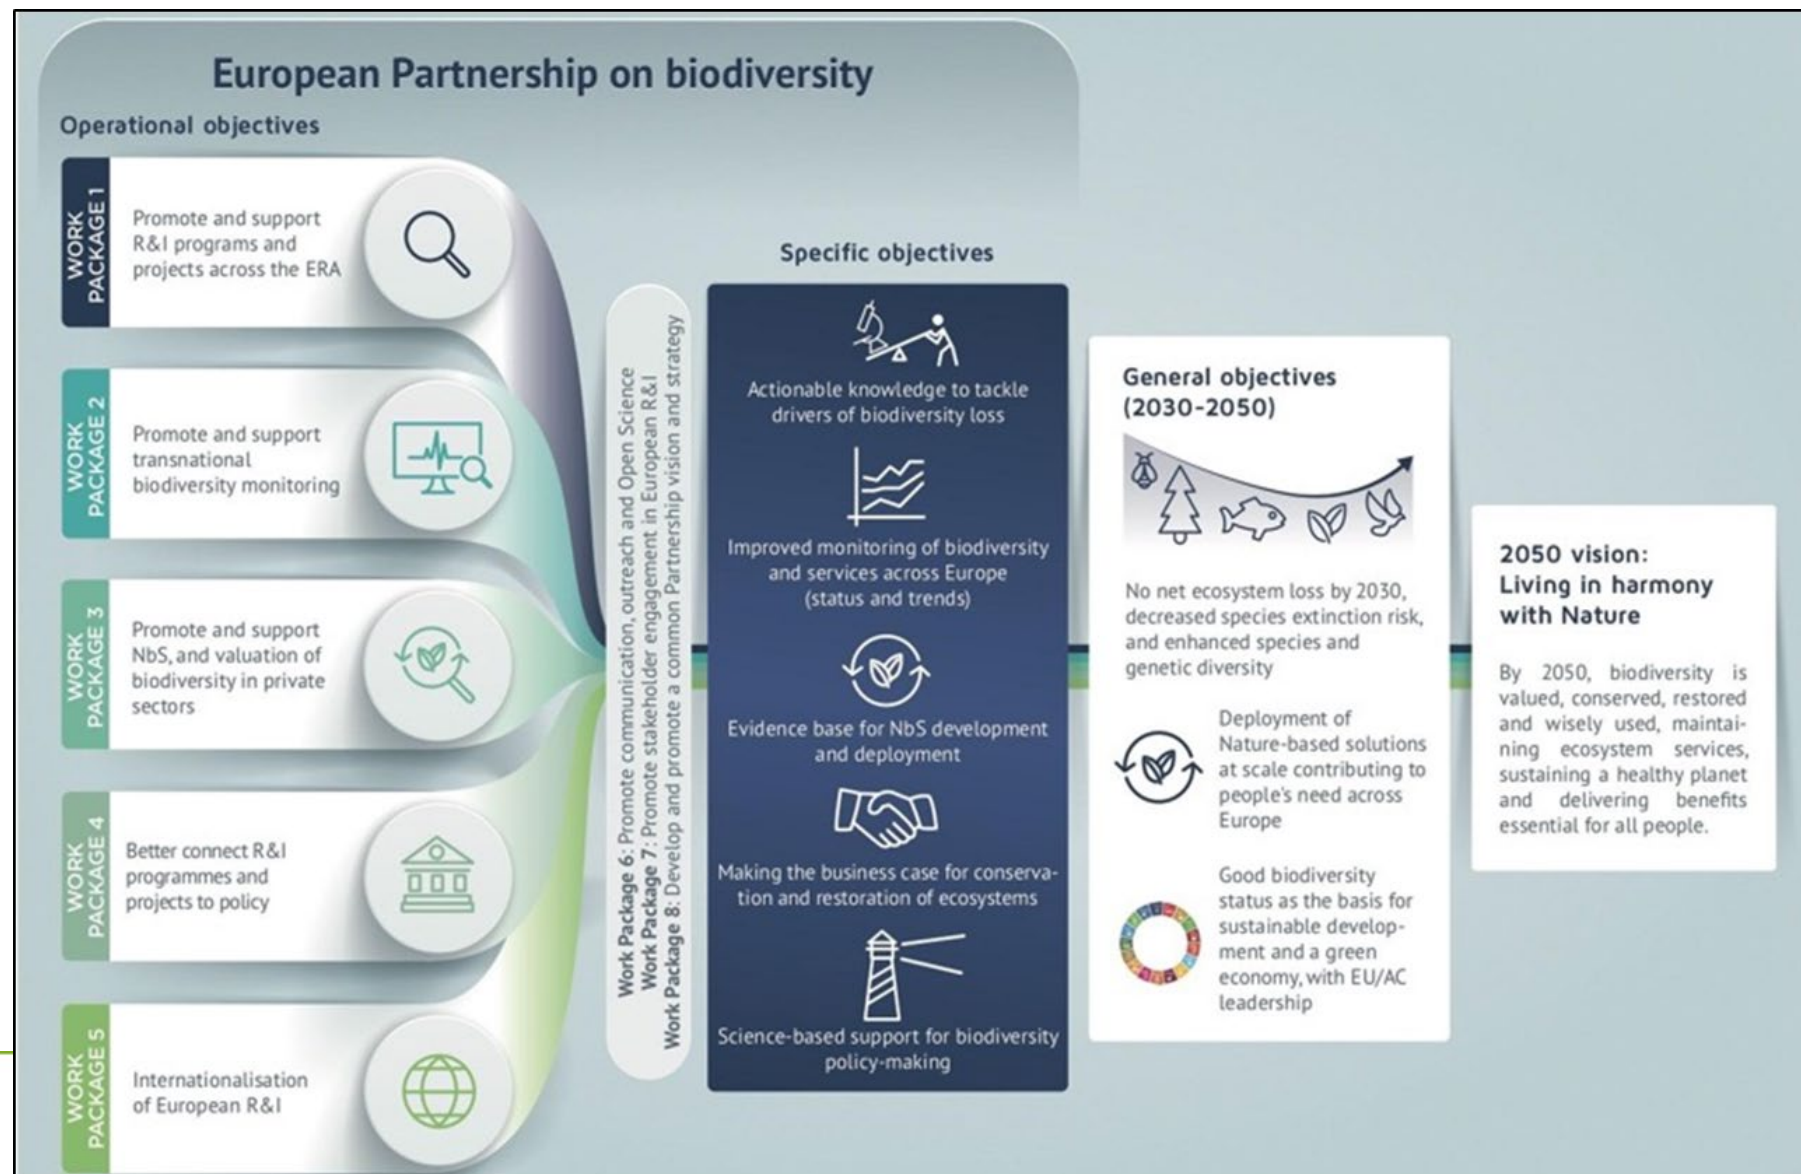 European Partnership on biodiversity
Operational objectives
WORK
PACKAGE 1
Promote and support
R&I programs and
projects across the ERA
WORK
PACKAGE 2
Promote and support
transnational
biodiversity monitoring
WORK
PACKAGE 3
Promote and support
NbS, and valuation of
biodiversity in private
sectors
WORK
PACKAGE 4
Better connect R&I
programmes and
projects to policy
WORK
PACKAGE 5
Internationalisation
of European R&I
Work Package 6: Promote communication, outreach and Open Science
Work Package 7: Promote stakeholder engagement in European R&I
Work Package 8: Develop and promote a common Partnership vision and strategy
Specific objectives
Actionable knowledge to tackle
drivers of biodiversity loss
Improved monitoring of biodiversity
and services across Europe
(status and trends)
Evidence base for NbS development
and deployment
Making the business case for conserva-
tion and restoration of ecosystems
Science-based support for biodiversity
policy-making
General objectives
(2030-2050)
No net ecosystem loss by 2030,
decreased species extinction risk,
and enhanced species and
genetic diversity
Deployment of
Nature-based solutions
at scale contributing to
people's need across
Europe
Good biodiversity
status as the basis for
sustainable develop-
ment and a green
economy, with EU/AC
leadership
2050 vision:
Living in harmony
with Nature
By 2050, biodiversity is
valued, conserved, restored
and wisely used, maintai-
ning ecosystem services,
sustaining a healthy planet
and delivering benefits
essential for all people.